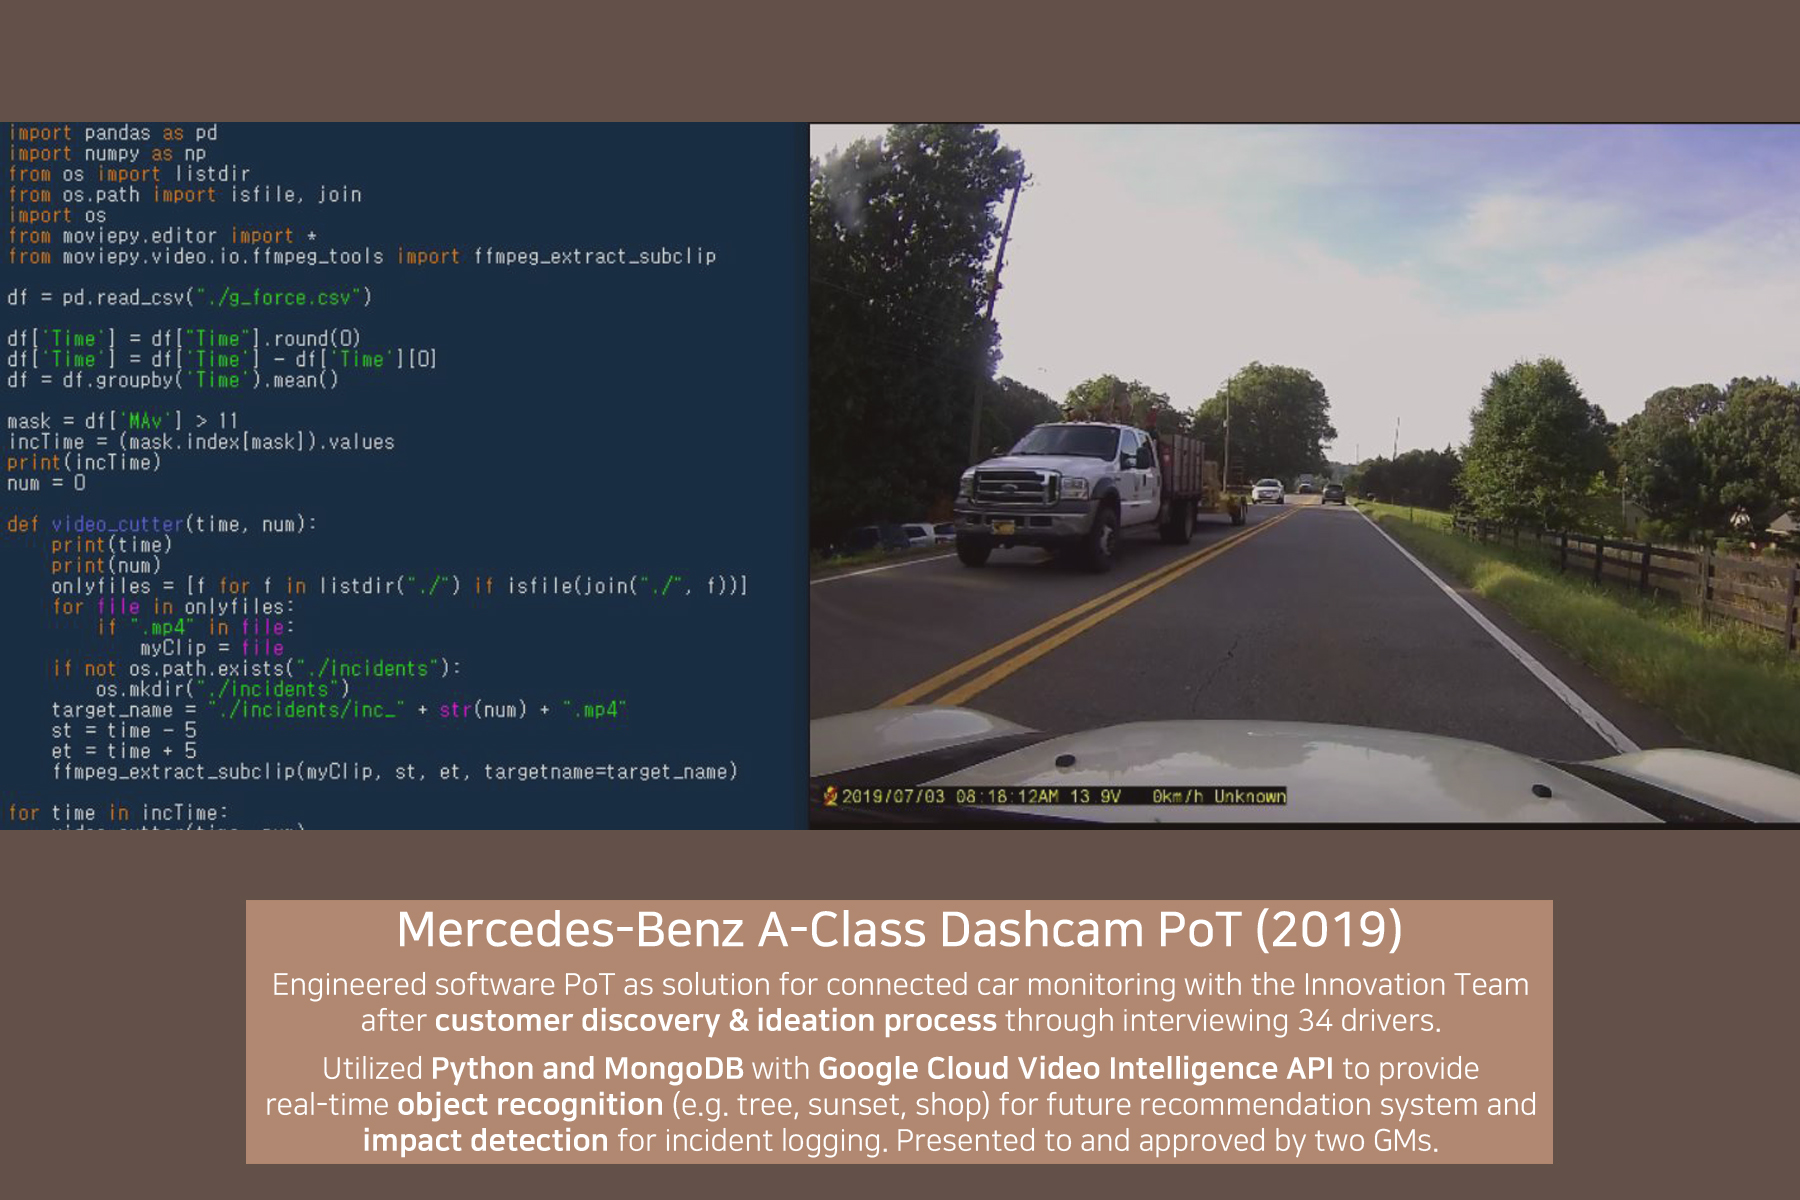 import pandas as pd
import numpy as np
from os import listdir
from os.path import isfile, join
import os
from moviepy.editor import *
from moviepy.video.io.ffmpeg_tools import ffmpeg_extract_subclip
df = pd.read_csv("./g_force.csv")
df['Time'] = df["Time"].round(0)
df['Time'] = df['Time'] - df['Time'][0]
df = df.groupby('Time').mean()
mask = df['MAv'] > 11
incTime = (mask.index[mask]).values
print(incTime)
num = 0
def video_cutter(time, num):
    print(time)
    print(num)
    onlyfiles = [f for f in listdir("./") if isfile(join("./", f))]
    for file in onlyfiles:
        if ".mp4" in file:
            myClip = file
    if not os.path.exists("./incidents"):
        os.mkdir("./incidents")
    target_name = "./incidents/inc_" + str(num) + ".mp4"
    st = time - 5
    et = time + 5
    ffmpeg_extract_subclip(myClip, st, et, targetname=target_name)
for time in incTime:
2019/07/03 08:18:12AM 13.9V 0km/h Unknown
Mercedes-Benz A-Class Dashcam PoT (2019)
Engineered software PoT as solution for connected car monitoring with the Innovation Team
after customer discovery & ideation process through interviewing 34 drivers.
Utilized Python and MongoDB with Google Cloud Video Intelligence API to provide
real-time object recognition (e.g. tree, sunset, shop) for future recommendation system and
impact detection for incident logging. Presented to and approved by two GMs.